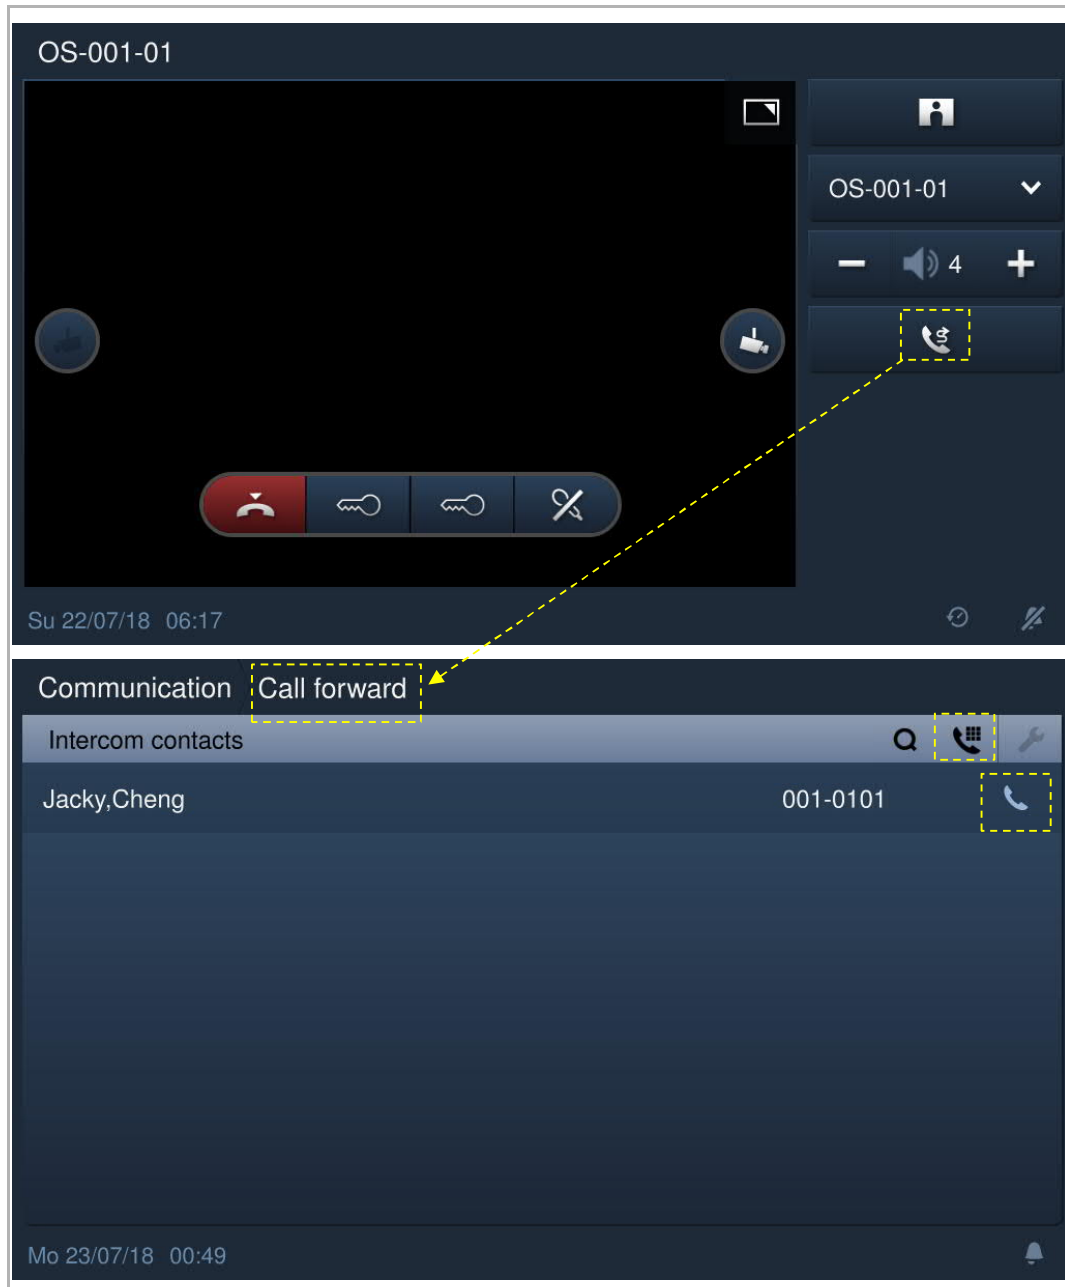 OS-001-01
OS-001-01
4
Su 22/07/18 06:17
Communication Call forward
Intercom contacts
Jacky,Cheng 001-0101
Mo 23/07/18 00:49